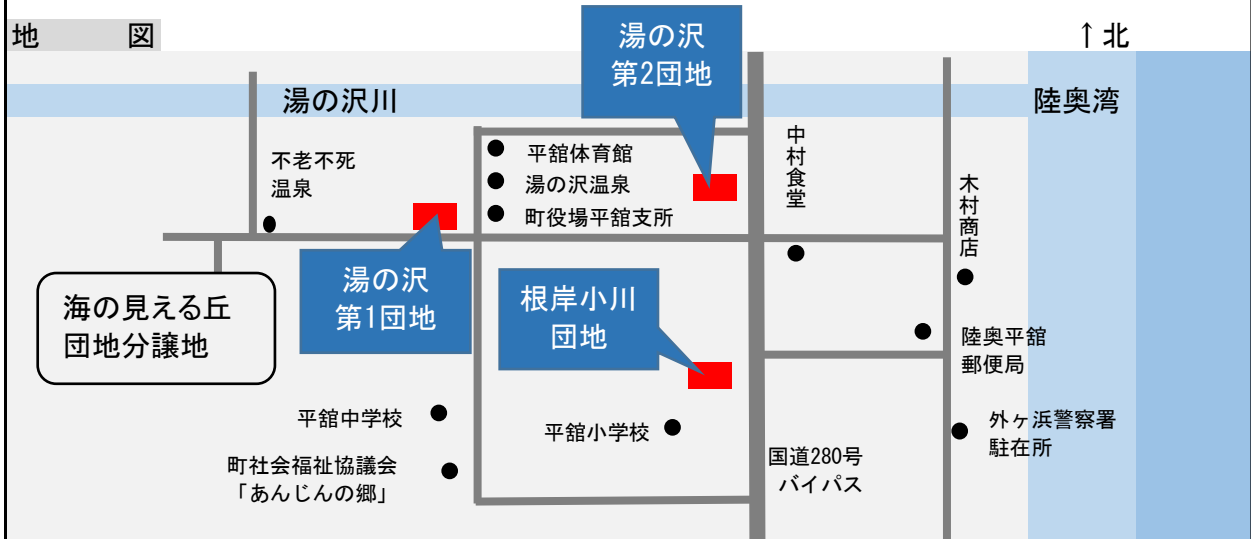 地　図
↑北
湯の沢
第2団地
湯の沢川
陸奥湾
不老不死
温泉
平舘体育館
湯の沢温泉
町役場平舘支所
中村食堂
木村商店
海の見える丘
団地分譲地
湯の沢
第1団地
根岸小川
団地
陸奥平舘
郵便局
平舘中学校
平舘小学校
外ヶ浜警察署
駐在所
町社会福祉協議会
「あんじんの郷」
国道280号
バイパス